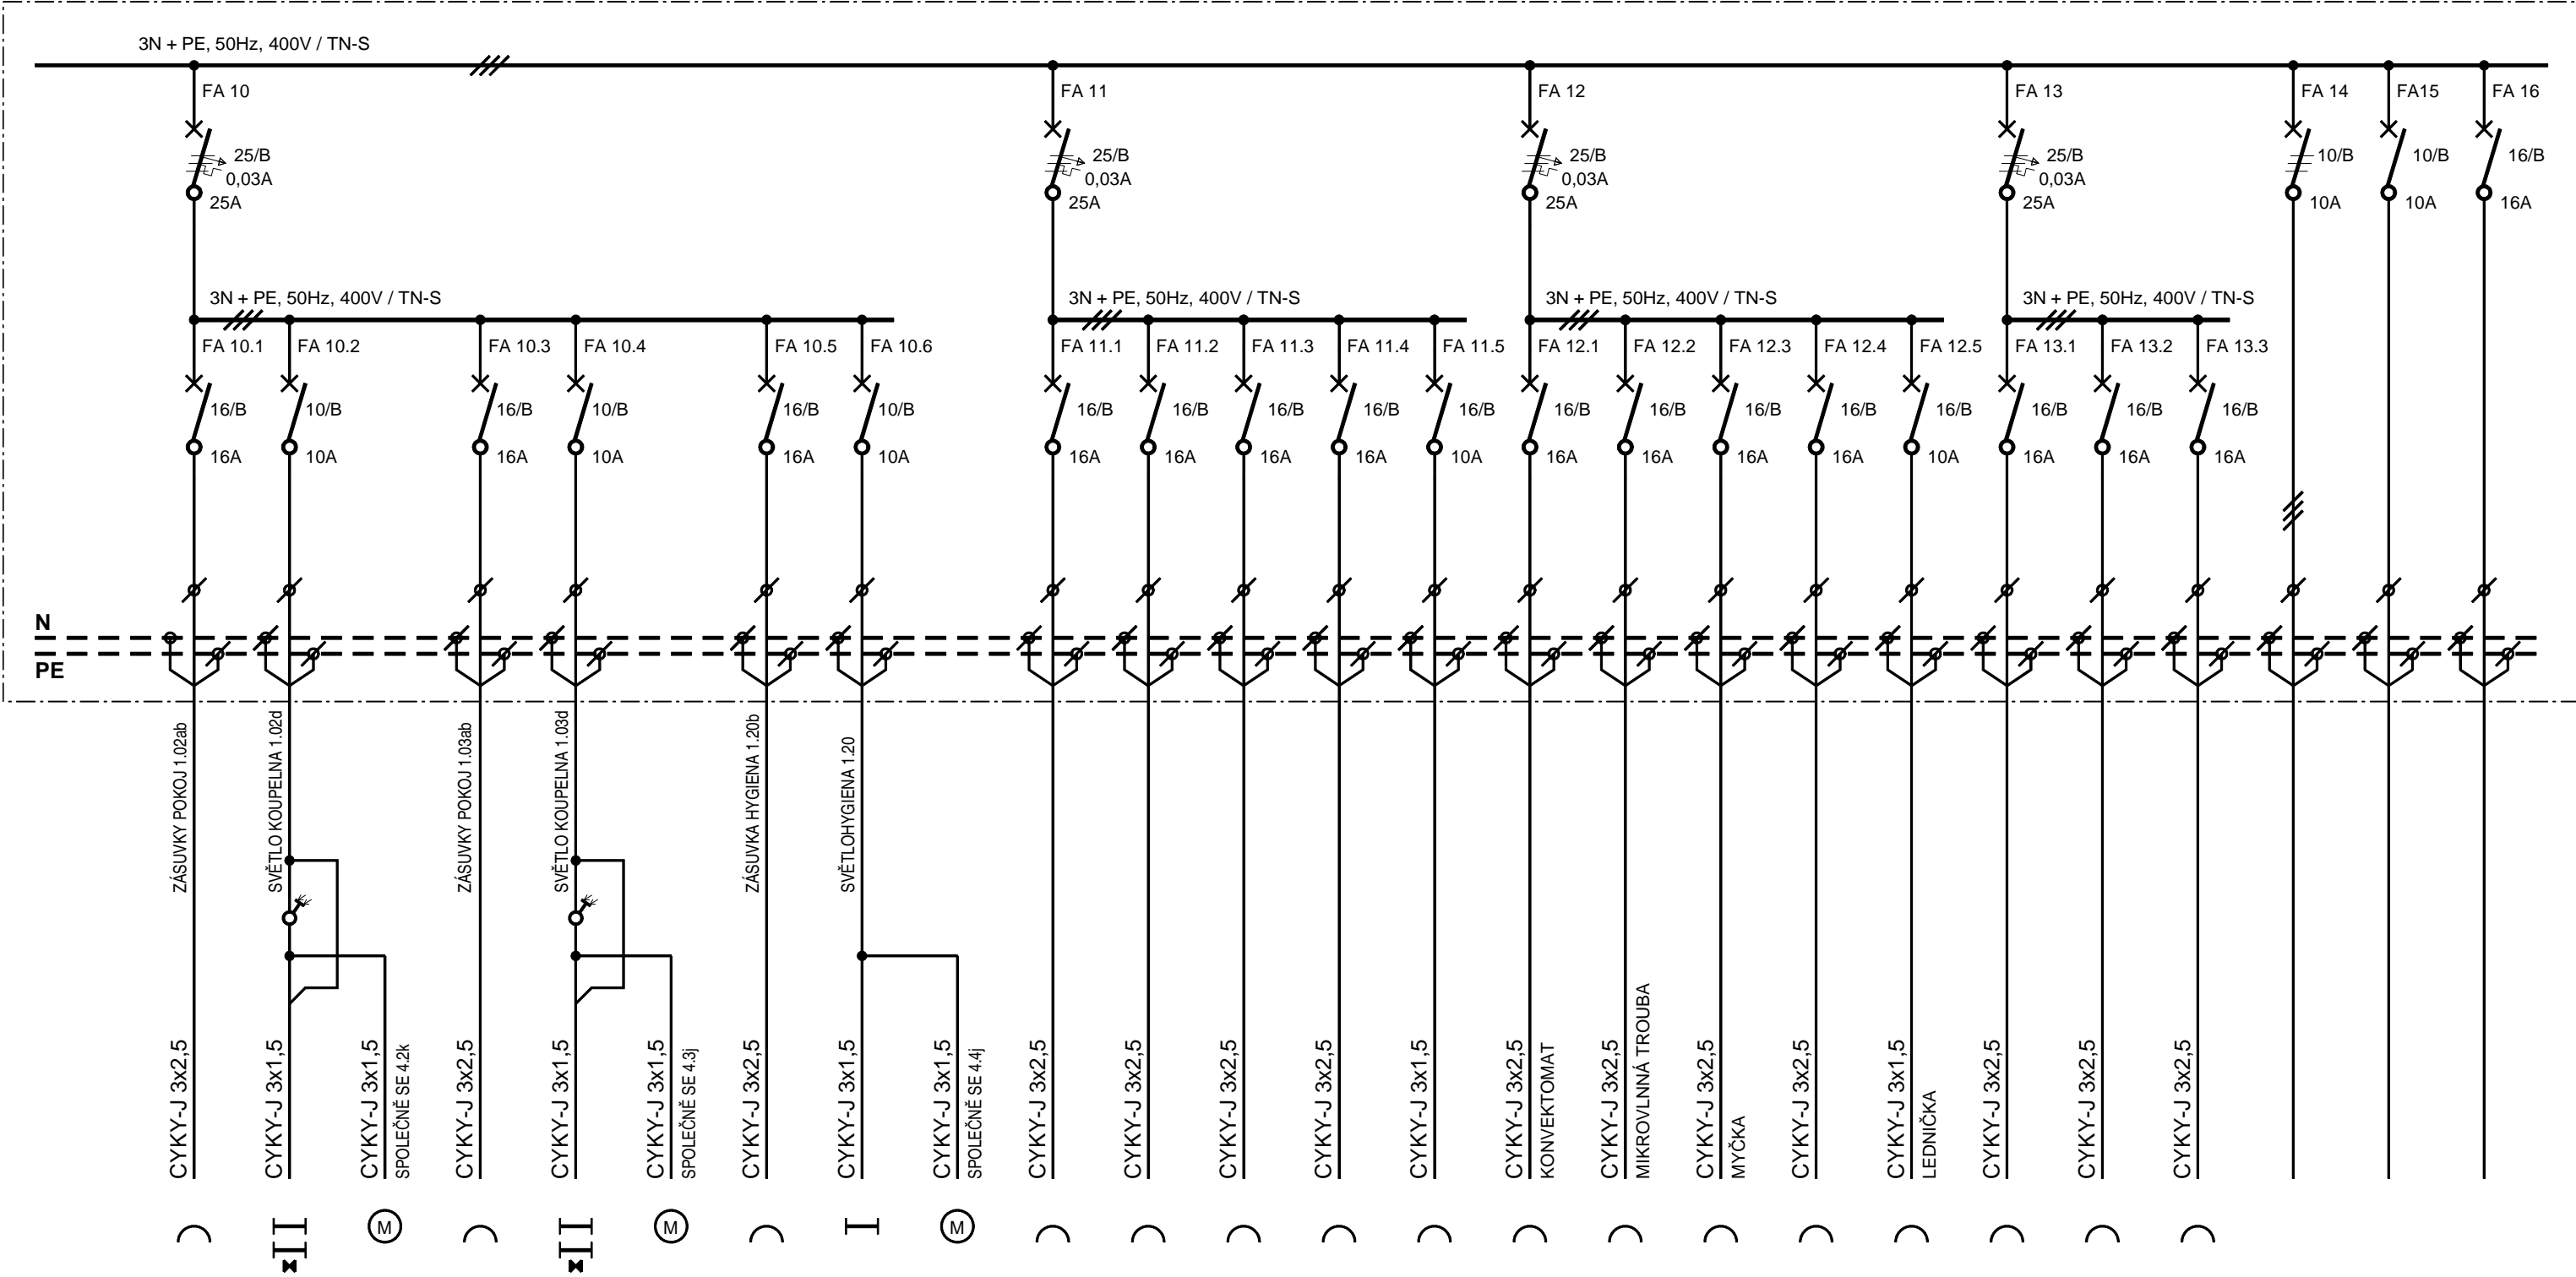 3N + PE, 50Hz, 400V / TN-S
FA 10
FA 11
FA 12
FA 13
FA 14
FA15
FA 16
25/B
0,03A
25A
25/B
0,03A
25A
25/B
0,03A
25A
25/B
0,03A
25A
10/B
10A
10/B
10A
16/B
16A
3N + PE, 50Hz, 400V / TN-S
3N + PE, 50Hz, 400V / TN-S
3N + PE, 50Hz, 400V / TN-S
3N + PE, 50Hz, 400V / TN-S
FA 10.1
FA 10.2
FA 10.3
FA 10.4
FA 10.5
FA 10.6
FA 11.1
FA 11.2
FA 11.3
FA 11.4
FA 11.5
FA 12.1
FA 12.2
FA 12.3
FA 12.4
FA 12.5
FA 13.1
FA 13.2
FA 13.3
16/B
10/B
16/B
10/B
16/B
10/B
16/B
16/B
16/B
16/B
16/B
16/B
16/B
16/B
16/B
16/B
16/B
16/B
16/B
16A
10A
16A
10A
16A
10A
16A
16A
16A
16A
10A
16A
16A
16A
16A
10A
16A
16A
16A
N
PE
ZÁSUVKY POKOJ 1.02ab
SVĚTLO KOUPELNA 1.02d
ZÁSUVKY POKOJ 1.03ab
SVĚTLO KOUPELNA 1.03d
ZÁSUVKA HYGIENA 1.20b
SVĚTLOHYGIENA 1.20
CYKY-J 3x2,5
CYKY-J 3x1,5
CYKY-J 3x1,5
SPOLEČNĚ SE 4.2k
CYKY-J 3x2,5
CYKY-J 3x1,5
CYKY-J 3x1,5
SPOLEČNĚ SE 4.3j
CYKY-J 3x2,5
CYKY-J 3x1,5
CYKY-J 3x1,5
SPOLEČNĚ SE 4.4j
CYKY-J 3x2,5
CYKY-J 3x2,5
CYKY-J 3x2,5
CYKY-J 3x2,5
CYKY-J 3x1,5
CYKY-J 3x2,5
KONVEKTOMAT
CYKY-J 3x2,5
MIKROVLNNÁ TROUBA
CYKY-J 3x2,5
MYČKA
CYKY-J 3x2,5
CYKY-J 3x1,5
LEDNIČKA
CYKY-J 3x2,5
CYKY-J 3x2,5
CYKY-J 3x2,5
M
M
M